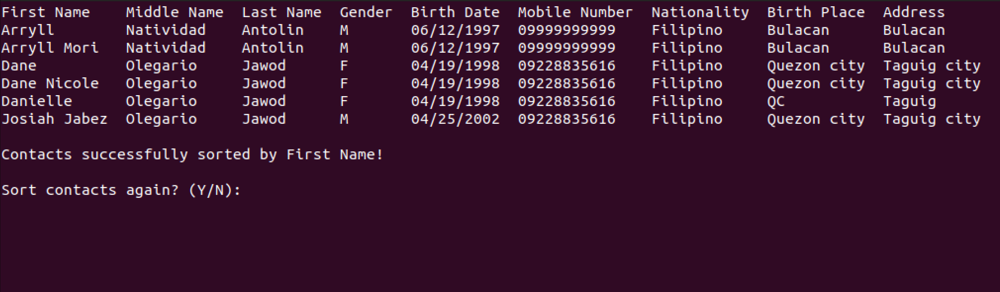 First Name    Middle Name  Last Name  Gender  Birth Date  Mobile Number  Nationality  Birth Place  Address
Arryll        Natividad    Antolin    M       06/12/1997  09999999999    Filipino     Bulacan      Bulacan
Arryll Mori   Natividad    Antolin    M       06/12/1997  09999999999    Filipino     Bulacan      Bulacan
Dane          Olegario     Jawod      F       04/19/1998  09228835616    Filipino     Quezon city  Taguig city
Dane Nicole   Olegario     Jawod      F       04/19/1998  09228835616    Filipino     Quezon city  Taguig city
Danielle      Olegario     Jawod      F       04/19/1998  09228835616    Filipino     QC           Taguig
Josiah Jabez  Olegario     Jawod      M       04/25/2002  09228835616    Filipino     Quezon city  Taguig city
Contacts successfully sorted by First Name!
Sort contacts again? (Y/N):